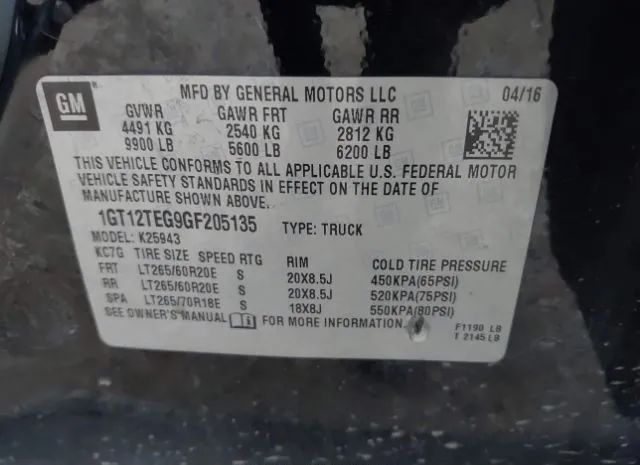 GM
MFD BY GENERAL MOTORS LLC 04/16
GVWR GAWR FRT GAWR RR
4491 KG 2540 KG 2812 KG
9900 LB 5600 LB 6200 LB
THIS VEHICLE CONFORMS TO ALL APPLICABLE U.S. FEDERAL MOTOR
VEHICLE SAFETY STANDARDS IN EFFECT ON THE DATE OF
MANUFACTURE SHOWN ABOVE.
1GT12TEG9GF205135 TYPE: TRUCK
MODEL: K25943
KC7G TIRE SIZE SPEED RTG RIM COLD TIRE PRESSURE
FRT LT265/60R20E S 20X8.5J 450KPA(65PSI)
RR LT265/60R20E S 20X8.5J 520KPA(75PSI)
SPA LT265/70R18E S 18X8J 550KPA(80PSI)
SEE OWNER'S MANUAL FOR MORE INFORMATION.
F1190 LB
T 2145 LB